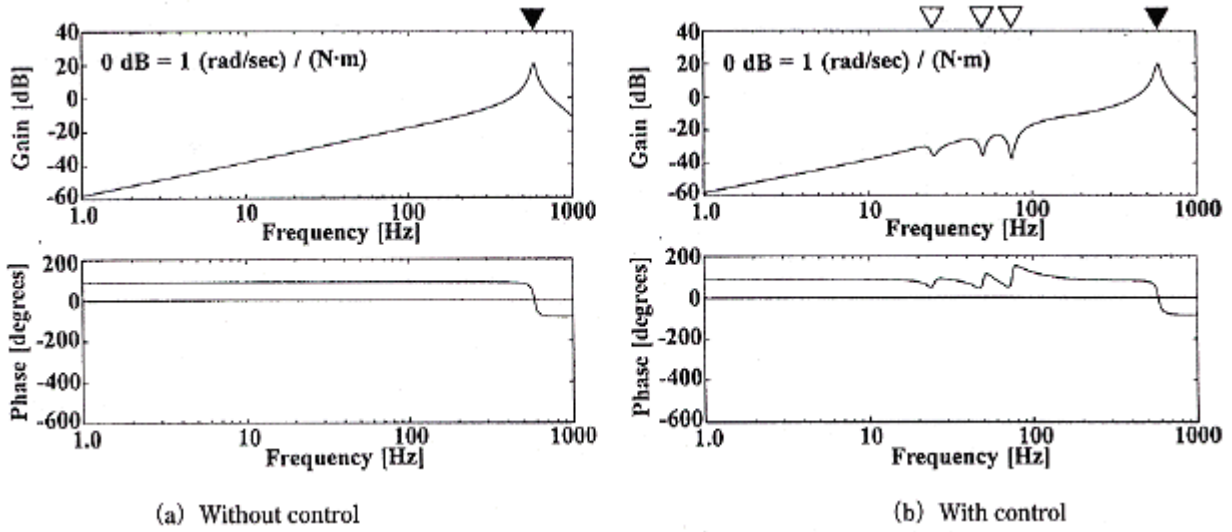 40
20
0
-20
-40
-60
Gain [dB]
0 dB = 1 (rad/sec) / (N·m)
1.0 10 100 1000
Frequency [Hz]
200
0
-200
-400
-600
Phase [degrees]
1.0 10 100 1000
Frequency [Hz]
(a) Without control
40
20
0
-20
-40
-60
Gain [dB]
0 dB = 1 (rad/sec) / (N·m)
1.0 10 100 1000
Frequency [Hz]
200
0
-200
-400
-600
Phase [degrees]
1.0 10 100 1000
Frequency [Hz]
(b) With control